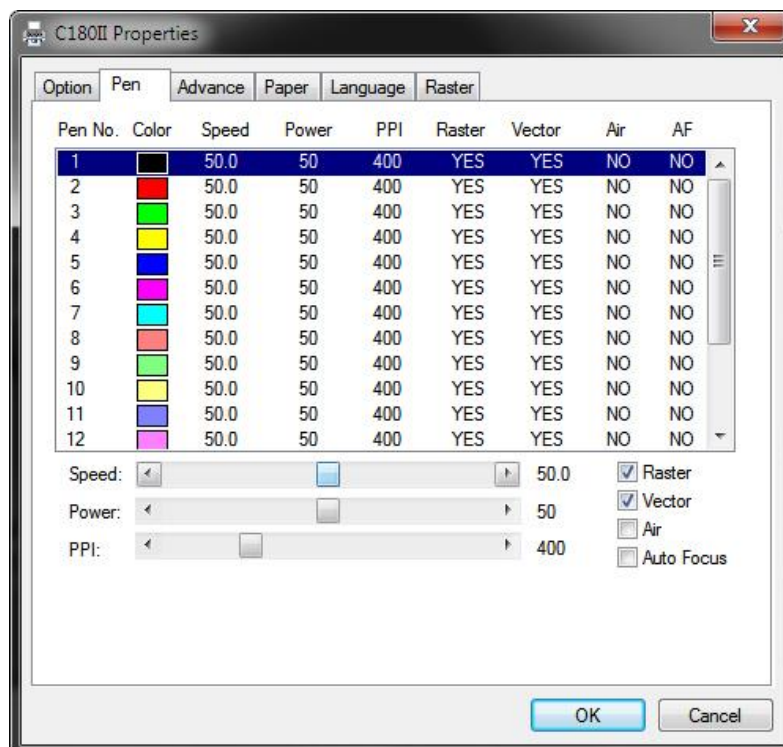 C180II Properties
Option Pen Advance Paper Language Raster
Pen No. Color Speed Power PPI Raster Vector Air AF
1 50.0 50 400 YES YES NO NO
2 50.0 50 400 YES YES NO NO
3 50.0 50 400 YES YES NO NO
4 50.0 50 400 YES YES NO NO
5 50.0 50 400 YES YES NO NO
6 50.0 50 400 YES YES NO NO
7 50.0 50 400 YES YES NO NO
8 50.0 50 400 YES YES NO NO
9 50.0 50 400 YES YES NO NO
10 50.0 50 400 YES YES NO NO
11 50.0 50 400 YES YES NO NO
12 50.0 50 400 YES YES NO NO
Speed: 50.0 Raster
Power: 50 Vector
Air
PPI: 400 Auto Focus
OK Cancel